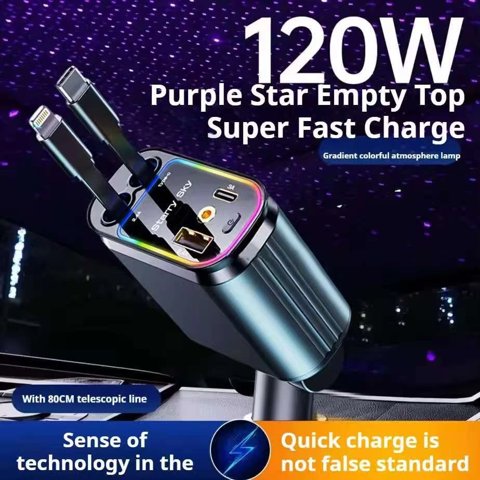 120W
Purple Star Empty Top
Super Fast Charge
Gradient colorful atmosphere lamp
Starry Sky
With 80CM telescopic line
Sense of
technology in the
Quick charge is
not false standard